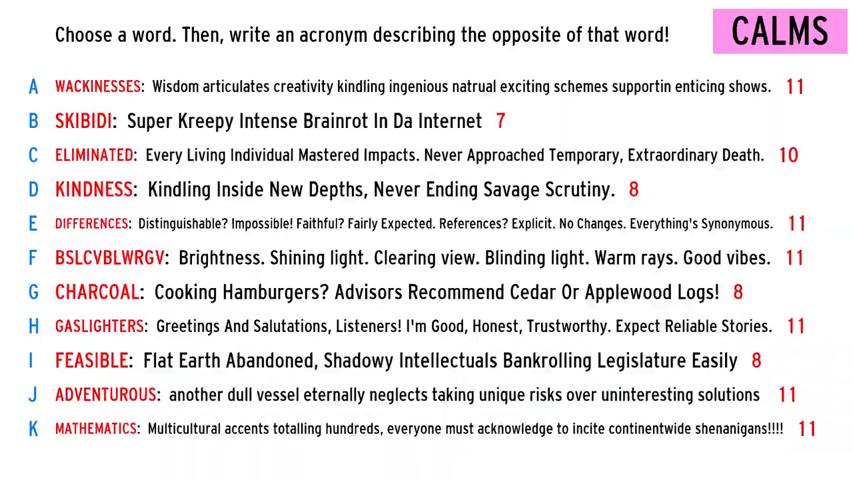 Choose a word. Then, write an acronym describing the opposite of that word!
CALMS
A WACKINESSES: Wisdom articulates creativity kindling ingenious natrual exciting schemes supportin enticing shows. 11
B SKIBIDI: Super Kreepy Intense Brainrot In Da Internet 7
C ELIMINATED: Every Living Individual Mastered Impacts. Never Approached Temporary, Extraordinary Death. 10
D KINDNESS: Kindling Inside New Depths, Never Ending Savage Scrutiny. 8
E DIFFERENCES: Distinguishable? Impossible! Faithful? Fairly Expected. References? Explicit. No Changes. Everything's Synonymous. 11
F BSLCVBLWRGV: Brightness. Shining light. Clearing view. Blinding light. Warm rays. Good vibes. 11
G CHARCOAL: Cooking Hamburgers? Advisors Recommend Cedar Or Applewood Logs! 8
H GASLIGHTERS: Greetings And Salutations, Listeners! I'm Good, Honest, Trustworthy. Expect Reliable Stories. 11
I FEASIBLE: Flat Earth Abandoned, Shadowy Intellectuals Bankrolling Legislature Easily 8
J ADVENTUROUS: another dull vessel eternally neglects taking unique risks over uninteresting solutions 11
K MATHEMATICS: Multicultural accents totalling hundreds, everyone must acknowledge to incite continentwide shenanigans!!!! 11